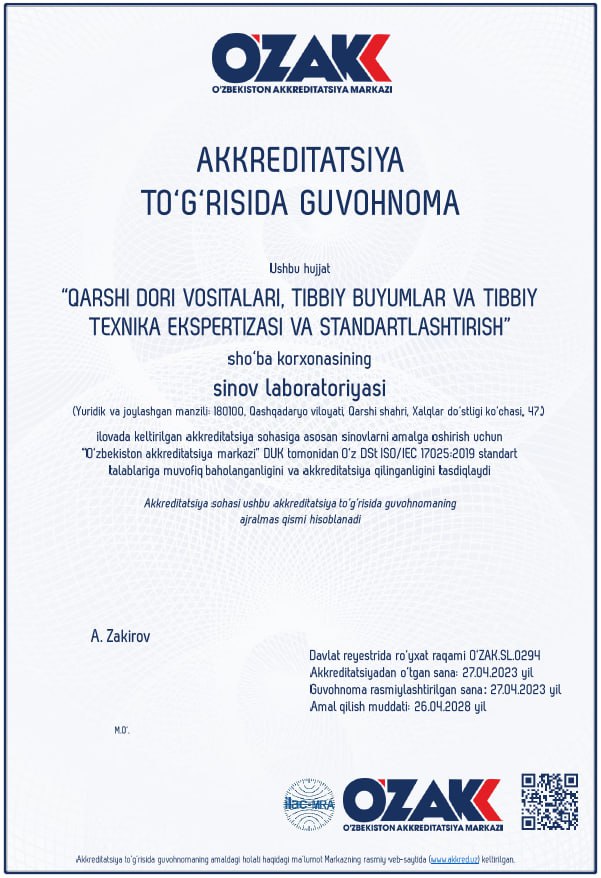 O'ZAK
O'ZBEKISTON AKKREDITATSIYA MARKAZI
AKKREDITATSIYA
TO‘G‘RISIDA GUVOHNOMA
Ushbu hujjat
“QARSHI DORI VOSITALARI, TIBBIY BUYUMLAR VA TIBBIY
TEXNIKA EKSPERTIZASI VA STANDARTLASHTIRISH”
sho‘ba korxonasining
sinov laboratoriyasi
(Yuridik va joylashgan manzili: 180100, Qashqadaryo viloyati, Qarshi shahri, Xalqlar do‘stligi ko‘chasi, 47.)
ilovada keltirilgan akkreditatsiya sohasiga asosan sinovlarni amalga oshirish uchun
“O‘zbekiston akkreditatsiya markazi” DUK tomonidan O‘z DSt ISO/IEC 17025:2019 standart
talablariga muvofiq baholanganligini va akkreditatsiya qilinganligini tasdiqlaydi
Akkreditatsiya sohasi ushbu akkreditatsiya to‘g‘risida guvohnomaning
ajralmas qismi hisoblanadi
A. Zakirov
Davlat reyestrida ro‘yxat raqami O‘ZAK.SL.0294
Akkreditatsiyadan o‘tgan sana: 27.04.2023 yil
Guvohnoma rasmiylashtirilgan sana: 27.04.2023 yil
Amal qilish muddati: 26.04.2028 yil
M.O‘.
ilac-MRA
O'ZAK
O'ZBEKISTON AKKREDITATSIYA MARKAZI
Akkreditatsiya to‘g‘risida guvohnomaning amaldagi holati haqidagi ma’lumot Markazning rasmiy veb-saytida (www.akkred.uz) keltirilgan.